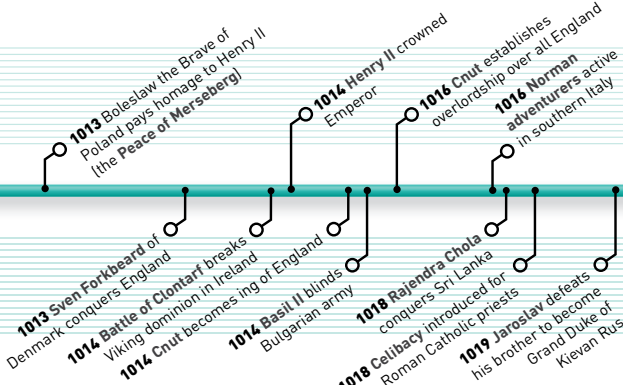 1013 Boleslaw the Brave of
Poland pays homage to Henry II
(the Peace of Merseberg)
1014 Henry II crowned
Emperor
1016 Cnut establishes
overlordship over all England
1016 Norman
adventurers active
in southern Italy
1013 Sven Forkbeard of
Denmark conquers England
1014 Battle of Clontarf breaks
Viking dominion in Ireland
1014 Cnut becomes ing of England
1014 Basil II blinds
Bulgarian army
1018 Rajendra Chola
conquers Sri Lanka
1018 Celibacy introduced for
Roman Catholic priests
1019 Jaroslav defeats
his brother to become
Grand Duke of
Kievan Rus